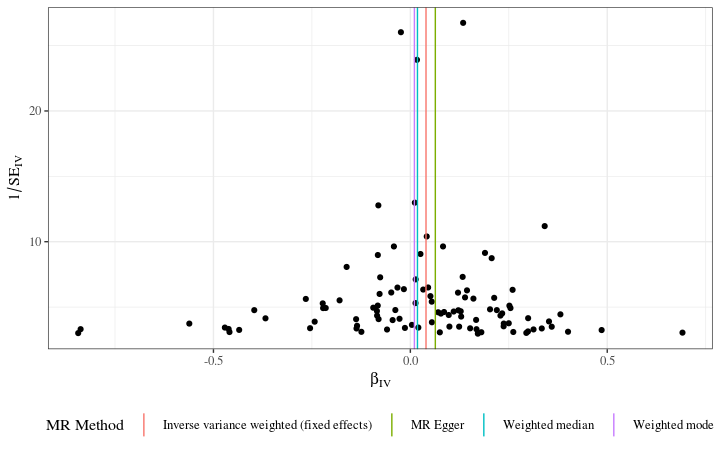 20
10
1/SE_IV
-0.5 0.0 0.5
β_IV
MR Method Inverse variance weighted (fixed effects) MR Egger Weighted median Weighted mode